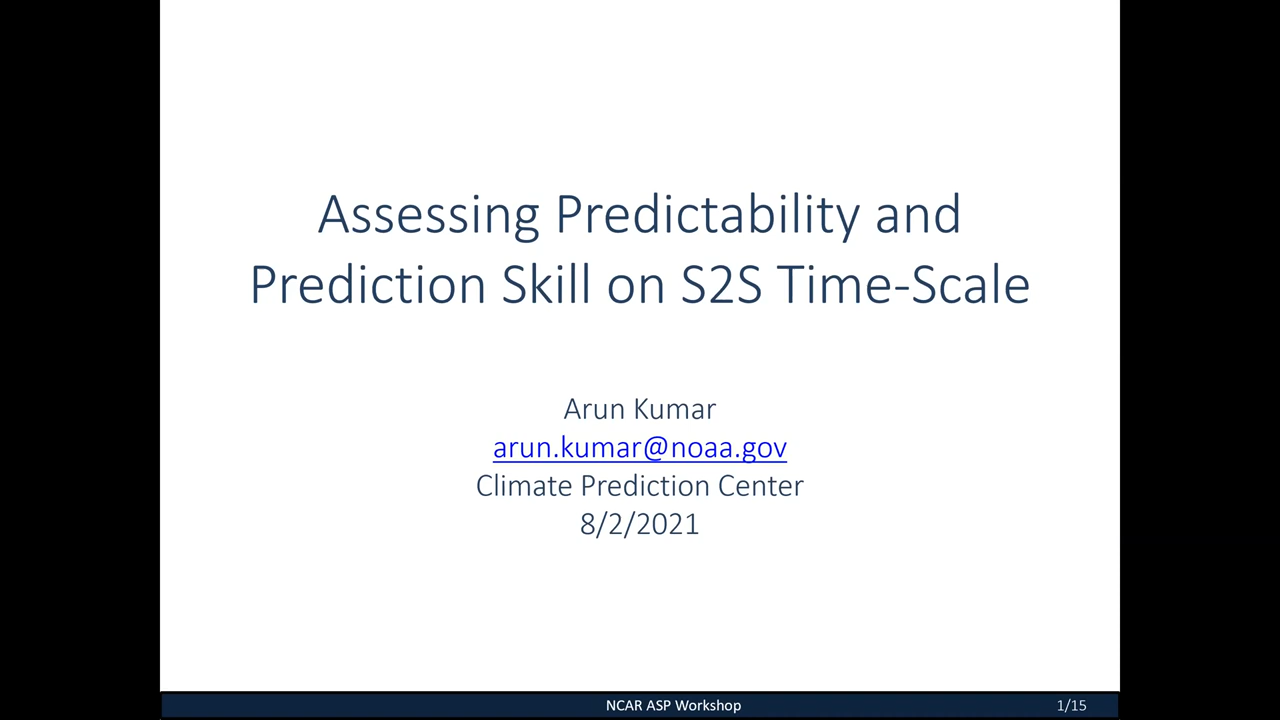 Assessing Predictability and
Prediction Skill on S2S Time-Scale
Arun Kumar
arun.kumar@noaa.gov
Climate Prediction Center
8/2/2021
NCAR ASP Workshop
1/15